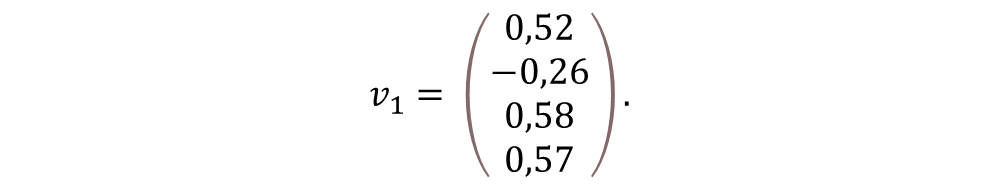 0,52
−0,26
v₁ = 0,58 .
0,57